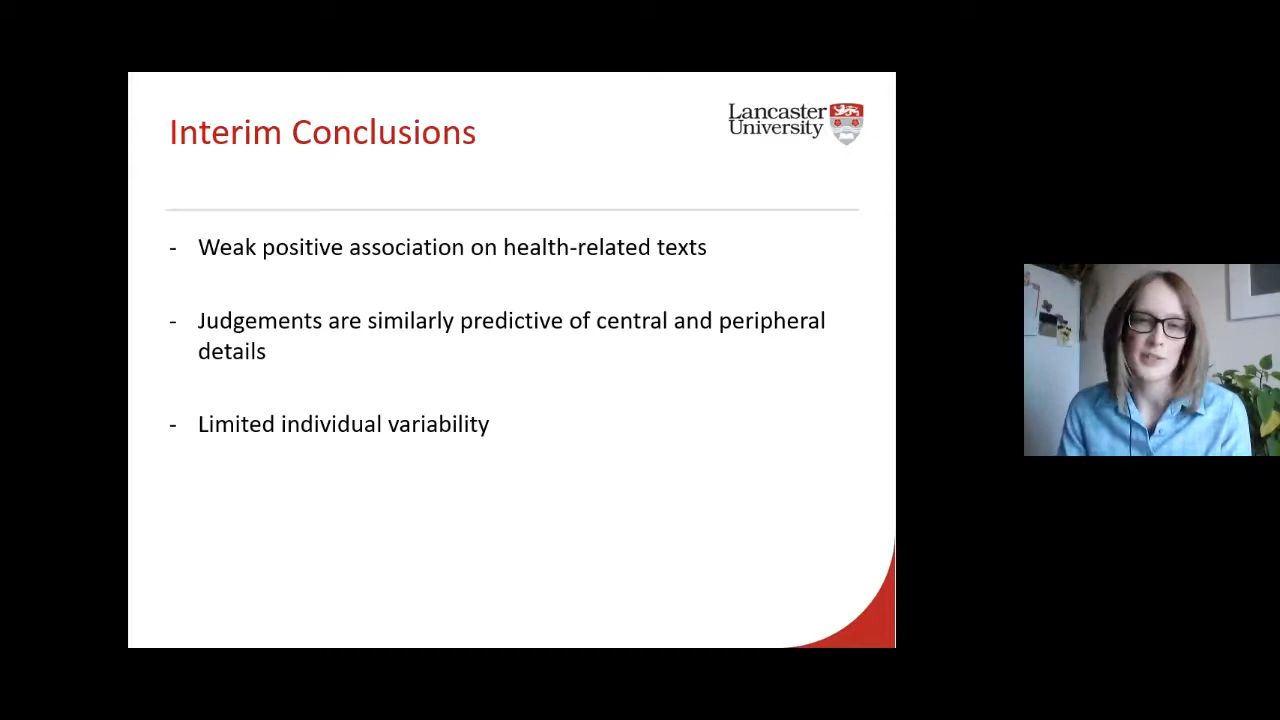 Interim Conclusions
Lancaster
University
- Weak positive association on health-related texts
- Judgements are similarly predictive of central and peripheral
details
- Limited individual variability